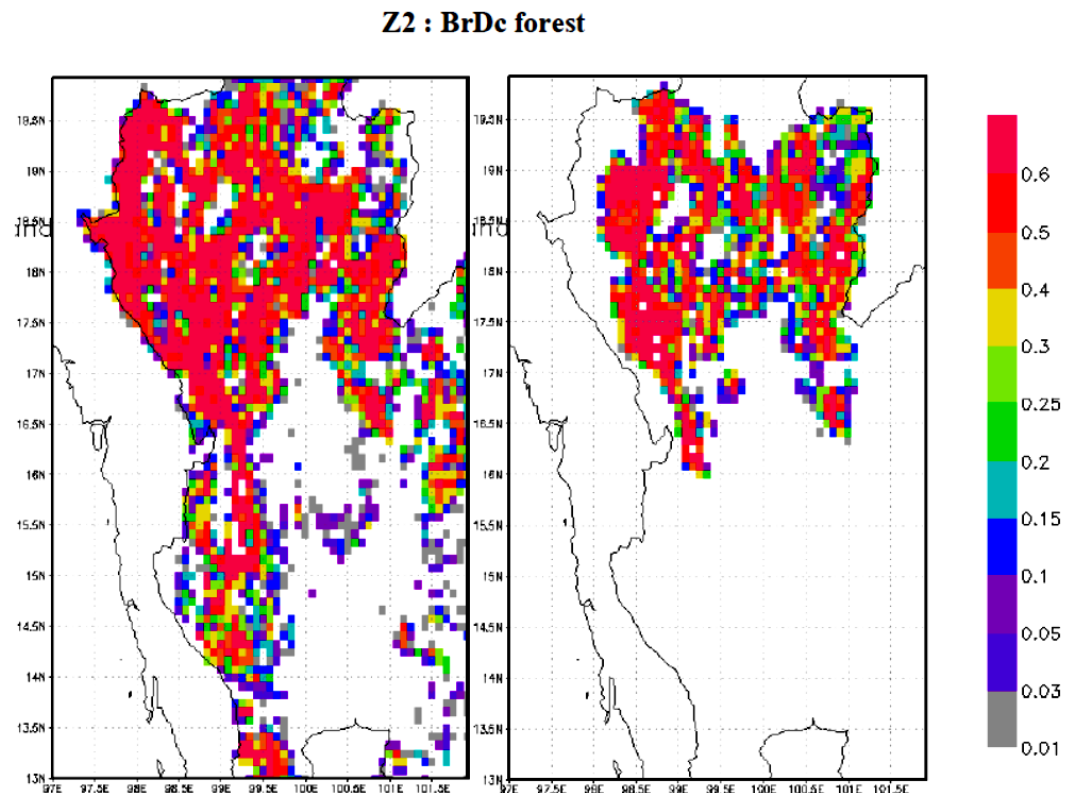 Z2 : BrDc forest
19.5N
19N
18.5N
18N
17.5N
17N
16.5N
16N
15.5N
15N
14.5N
14N
13.5N
13N
97E 97.5E 98E 98.5E 99E 99.5E 100E 100.5E 101E 101.5E
19.5N
19N
18.5N
18N
17.5N
17N
16.5N
16N
15.5N
15N
14.5N
14N
13.5N
13N
97E 97.5E 98E 98.5E 99E 99.5E 100E 100.5E 101E 101.5E
0.6
0.5
0.4
0.3
0.25
0.2
0.15
0.1
0.05
0.03
0.01